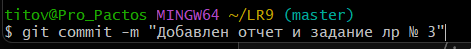 titov@Pro_Pactos MINGW64 ~/LR9 (master)
$ git commit -m "Добавлен отчет и задание лр № 3"